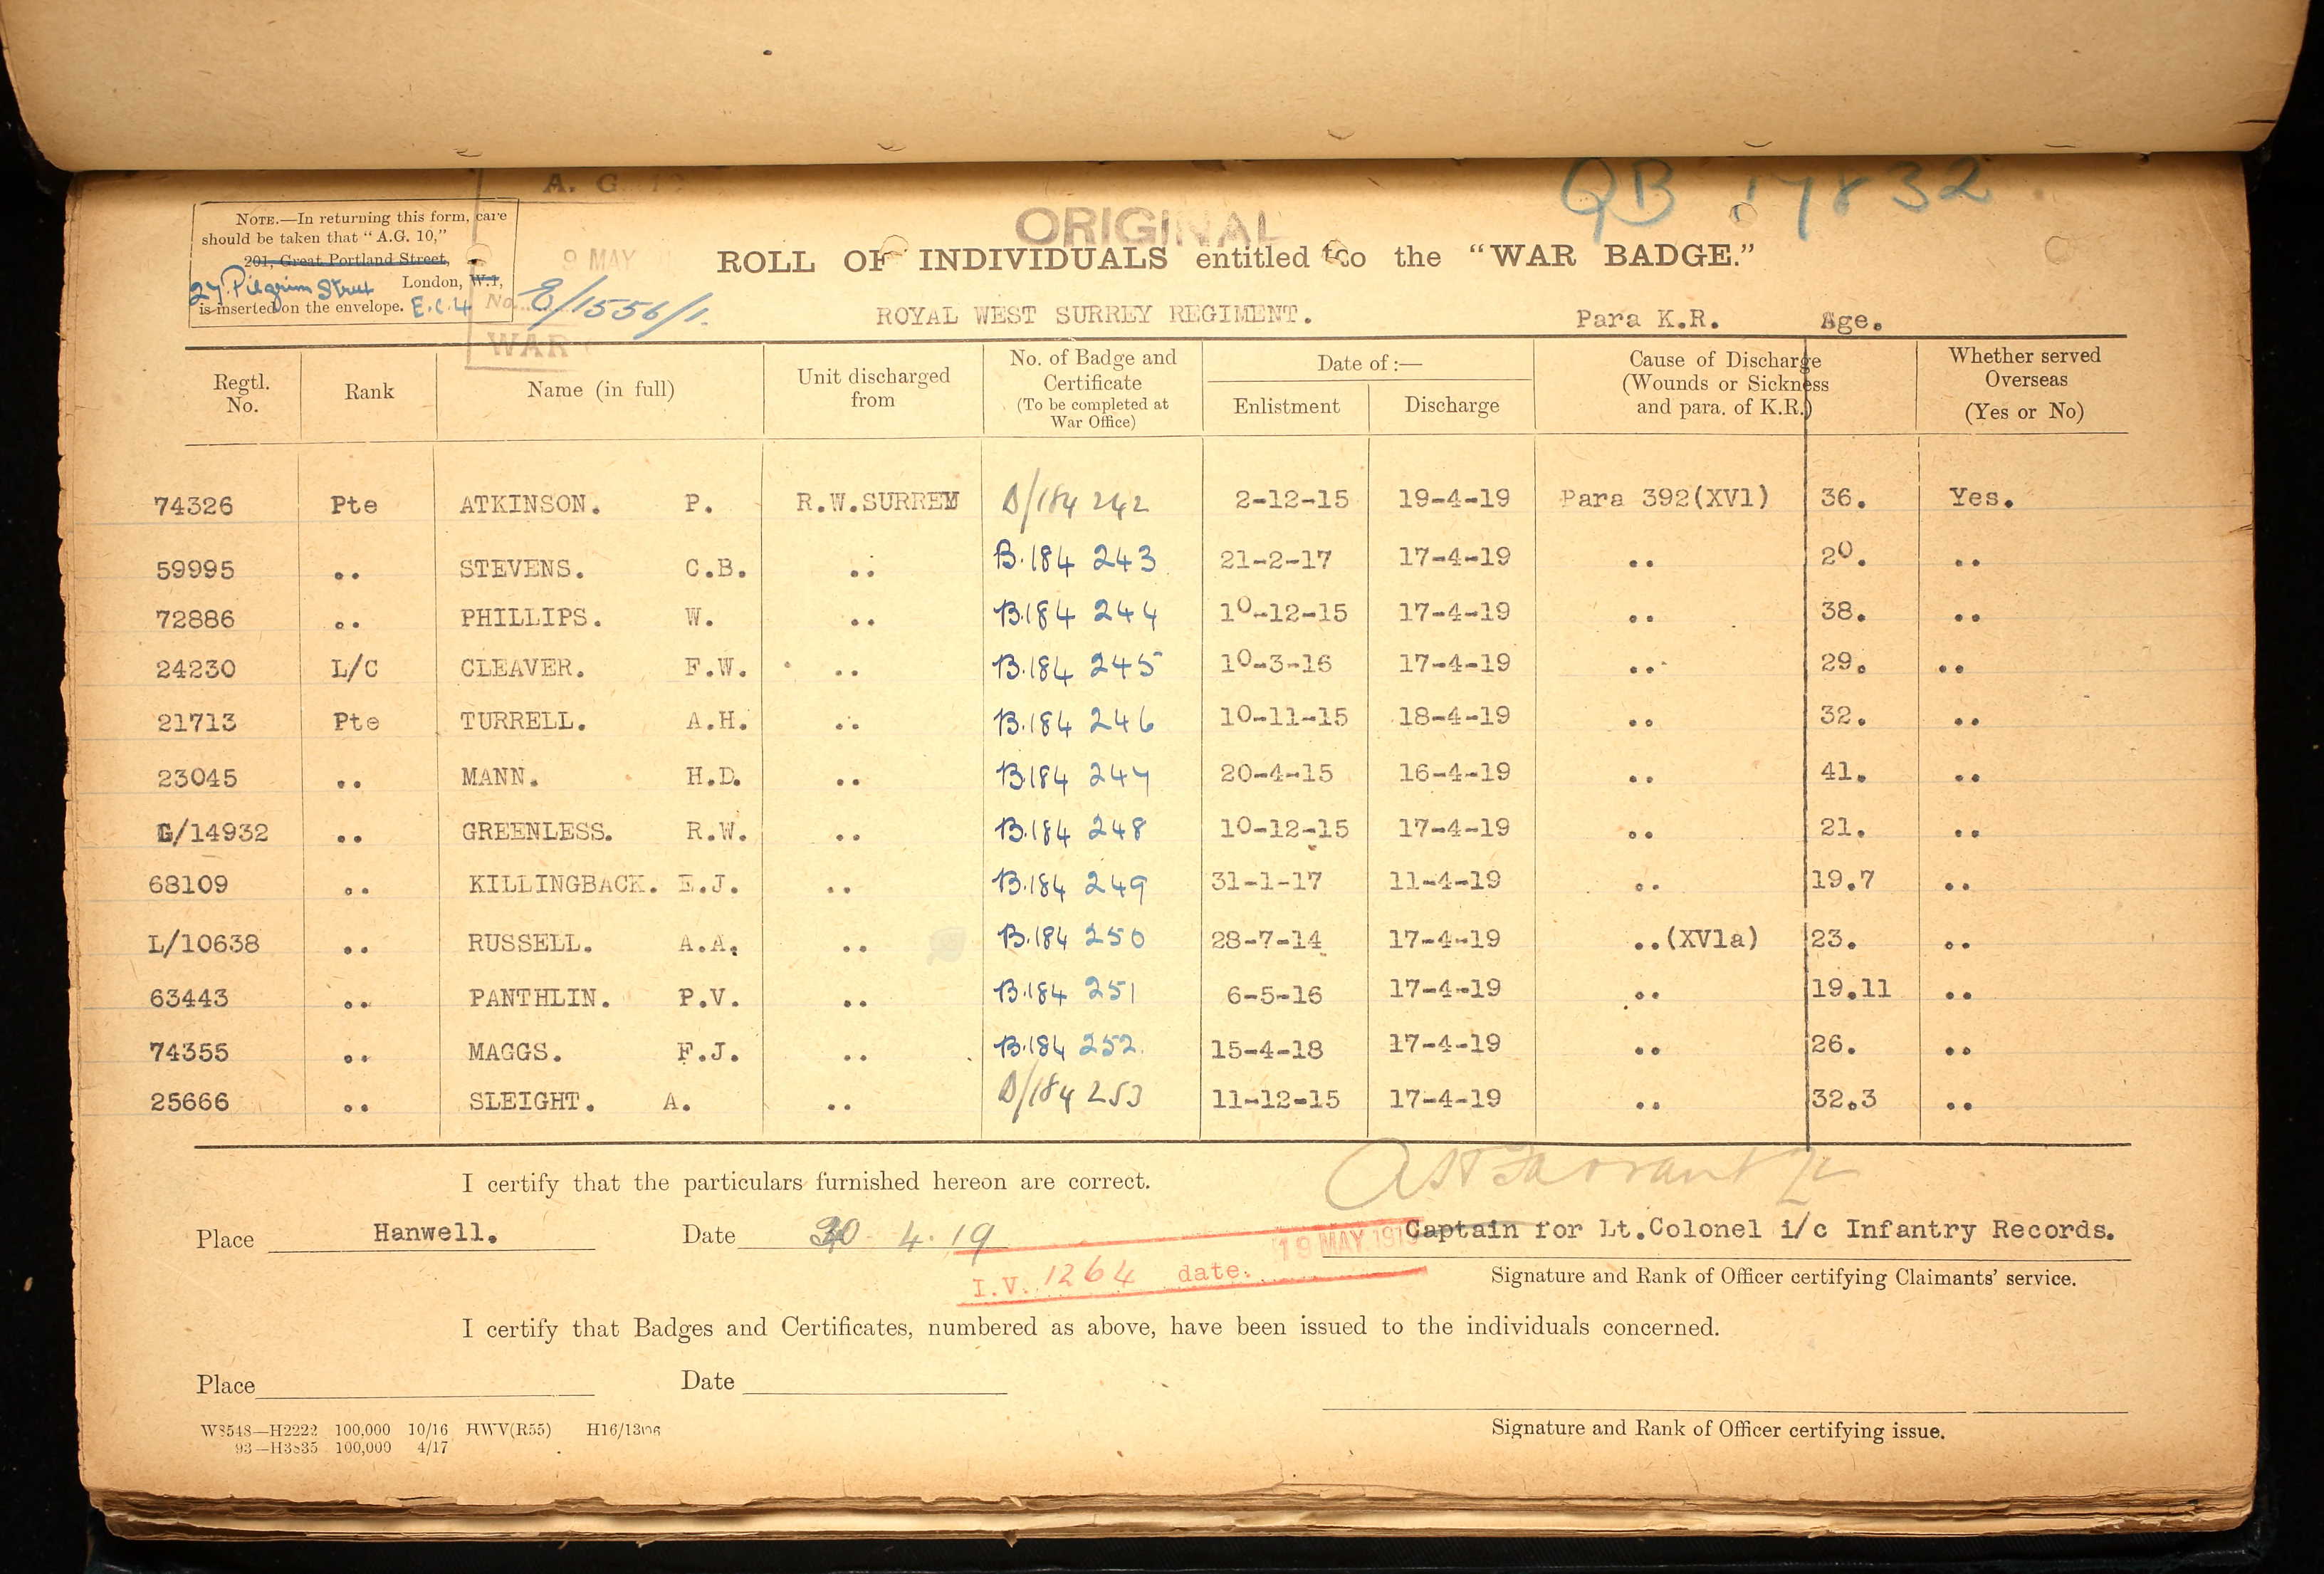 A. G. 10
QB 17832
NOTE.—In returning this form, care
should be taken that "A.G. 10,"
201, Great Portland Street,
27. Pilgrim Street London, W.1,
is inserted on the envelope. E.C.4
9 MAY
No. E/1556/1.
WAR
ORIGINAL
ROLL OF INDIVIDUALS entitled to the "WAR BADGE."
ROYAL WEST SURREY REGIMENT. Para K.R. Age.
Regtl. No. Rank Name (in full) Unit discharged from No. of Badge and Certificate (To be completed at War Office) Date of :— Enlistment Discharge Cause of Discharge (Wounds or Sickness and para. of K.R.) Whether served Overseas (Yes or No)
74326 Pte ATKINSON. P. R.W.SURREY B/184 242 2-12-15 19-4-19 Para 392(XV1) 36. Yes.
59995 .. STEVENS. C.B. .. B.184 243 21-2-17 17-4-19 .. 20. ..
72886 .. PHILLIPS. W. .. B.184 244 10-12-15 17-4-19 .. 38. ..
24230 L/C CLEAVER. F.W. .. B.184 245 10-3-16 17-4-19 .. 29. ..
21713 Pte TURRELL. A.H. .. B.184 246 10-11-15 18-4-19 .. 32. ..
23045 .. MANN. H.D. .. B.184 247 20-4-15 16-4-19 .. 41. ..
G/14932 .. GREENLESS. R.W. .. B.184 248 10-12-15 17-4-19 .. 21. ..
68109 .. KILLINGBACK. E.J. .. B.184 249 31-1-17 11-4-19 .. 19.7 ..
L/10638 .. RUSSELL. A.A. .. B.184 250 28-7-14 17-4-19 ..(XV1a) 23. ..
63443 .. PANTHLIN. P.V. .. B.184 251 6-5-16 17-4-19 .. 19.11 ..
74355 .. MAGGS. F.J. .. B.184 252. 15-4-18 17-4-19 .. 26. ..
25666 .. SLEIGHT. A. .. B/184 253 11-12-15 17-4-19 .. 32.3 ..
I certify that the particulars furnished hereon are correct.
Place Hanwell. Date 30 4. 19 Captain for Lt.Colonel i/c Infantry Records.
19 MAY 1919
I.V. 1264 date.
Signature and Rank of Officer certifying Claimants' service.
I certify that Badges and Certificates, numbered as above, have been issued to the individuals concerned.
Place Date
Signature and Rank of Officer certifying issue.
W8548—H2222 100,000 10/16 HWV(R55)
93—H3835 100,000 4/17